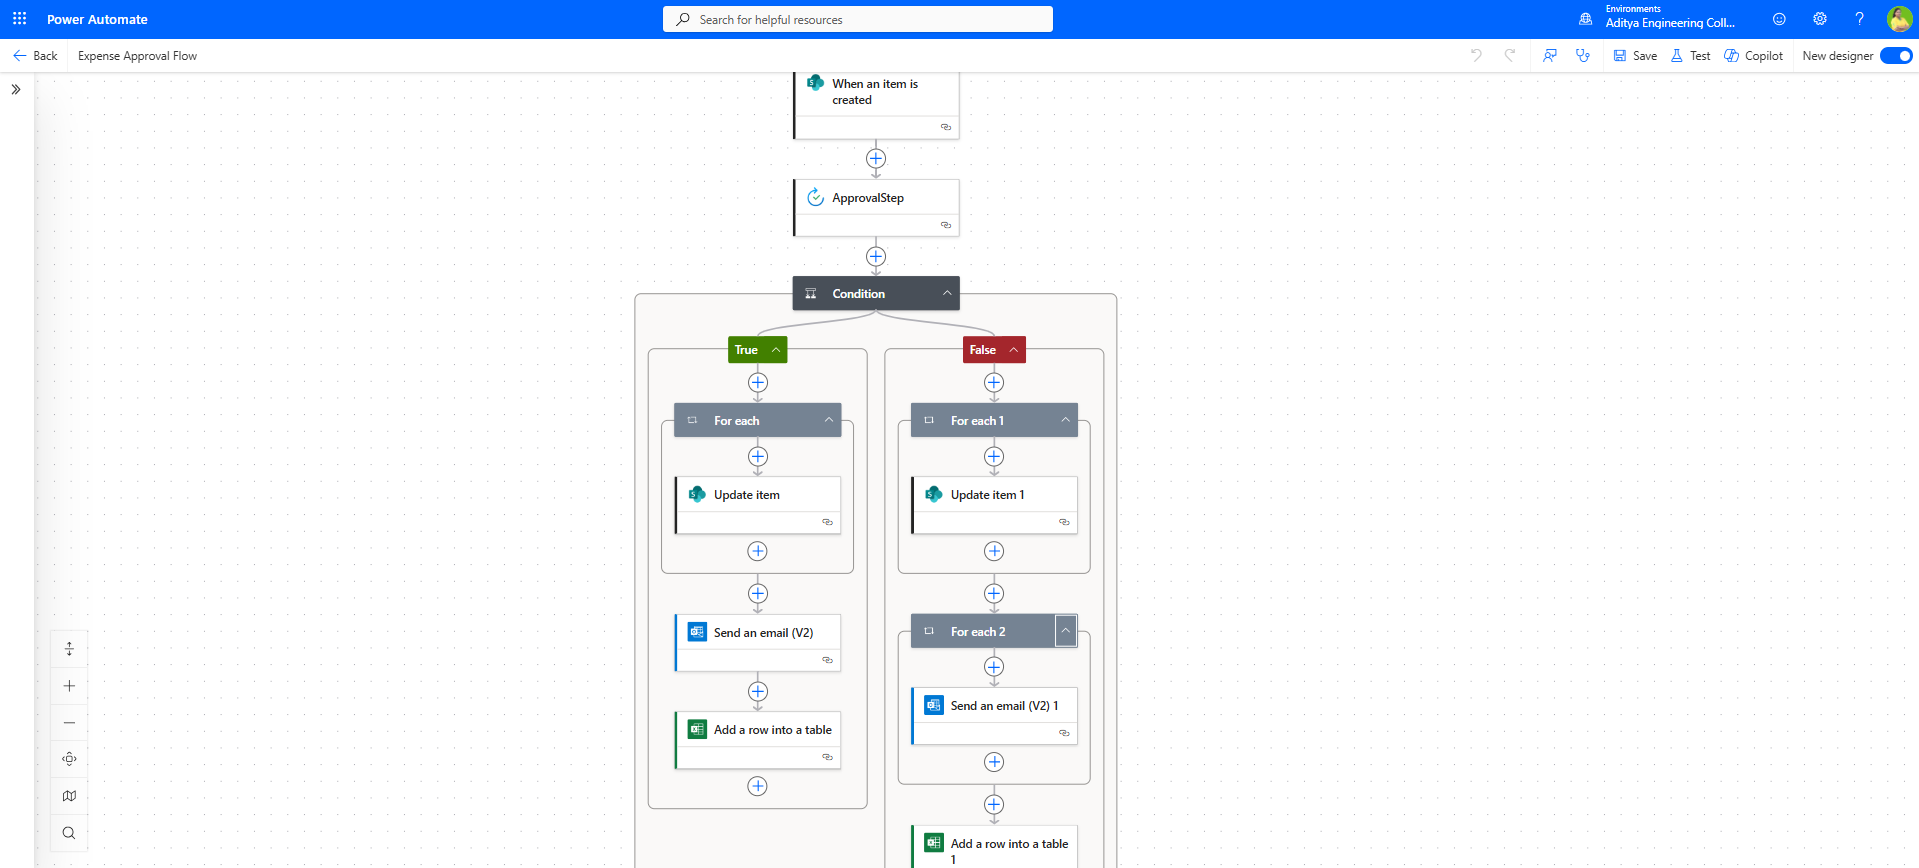 Power Automate
Search for helpful resources
Environments
Aditya Engineering Coll...
Back
Expense Approval Flow
Save
Test
Copilot
New designer
When an item is
created
ApprovalStep
Condition
True
False
For each
For each 1
Update item
Update item 1
Send an email (V2)
For each 2
Send an email (V2) 1
Add a row into a table
Add a row into a table
1